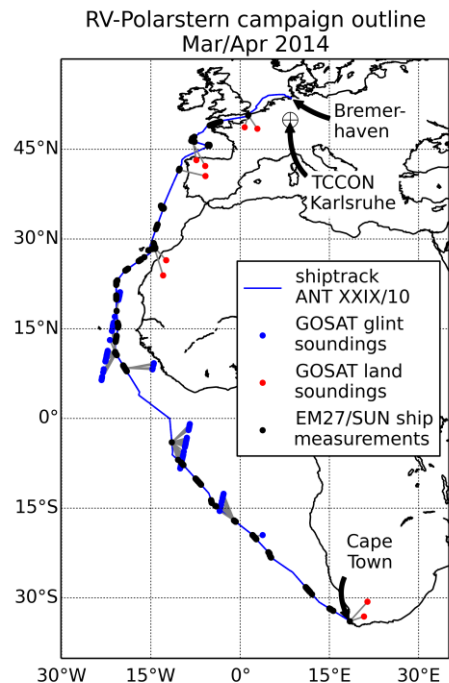 RV-Polarstern campaign outline
Mar/Apr 2014
Bremer-
haven
TCCON
Karlsruhe
45°N
30°N
15°N
0°
15°S
30°S
shiptrack
ANT XXIX/10
GOSAT glint
soundings
GOSAT land
soundings
EM27/SUN ship
measurements
Cape
Town
30°W 15°W 0° 15°E 30°E